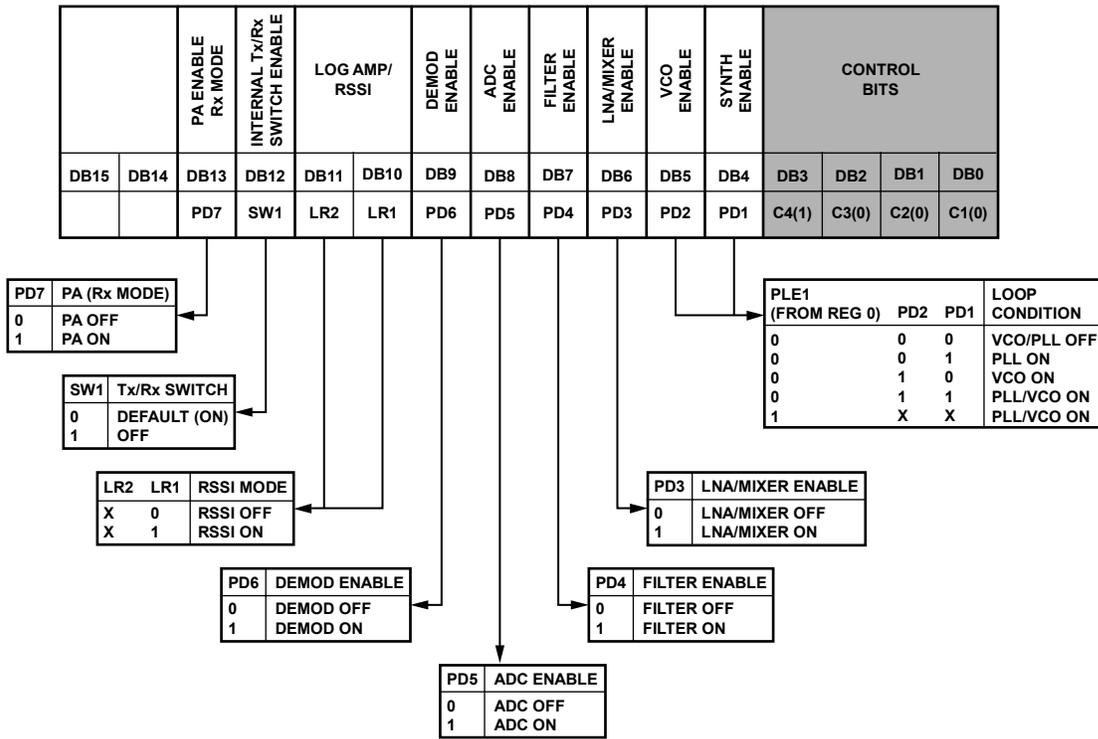 PA ENABLE
Rx MODE
INTERNAL Tx/Rx
SWITCH ENABLE
LOG AMP/
RSSI
DEMOD
ENABLE
ADC
ENABLE
FILTER
ENABLE
LNA/MIXER
ENABLE
VCO
ENABLE
SYNTH
ENABLE
CONTROL
BITS
DB15 DB14 DB13 DB12 DB11 DB10 DB9 DB8 DB7 DB6 DB5 DB4 DB3 DB2 DB1 DB0
PD7 SW1 LR2 LR1 PD6 PD5 PD4 PD3 PD2 PD1 C4(1) C3(0) C2(0) C1(0)
PD7 PA (Rx MODE)
0 PA OFF
1 PA ON
PLE1
(FROM REG 0) PD2 PD1 LOOP
CONDITION
0 0 0 VCO/PLL OFF
0 0 1 PLL ON
0 1 0 VCO ON
0 1 1 PLL/VCO ON
1 X X PLL/VCO ON
SW1 Tx/Rx SWITCH
0 DEFAULT (ON)
1 OFF
LR2 LR1 RSSI MODE
X 0 RSSI OFF
X 1 RSSI ON
PD3 LNA/MIXER ENABLE
0 LNA/MIXER OFF
1 LNA/MIXER ON
PD6 DEMOD ENABLE
0 DEMOD OFF
1 DEMOD ON
PD4 FILTER ENABLE
0 FILTER OFF
1 FILTER ON
PD5 ADC ENABLE
0 ADC OFF
1 ADC ON